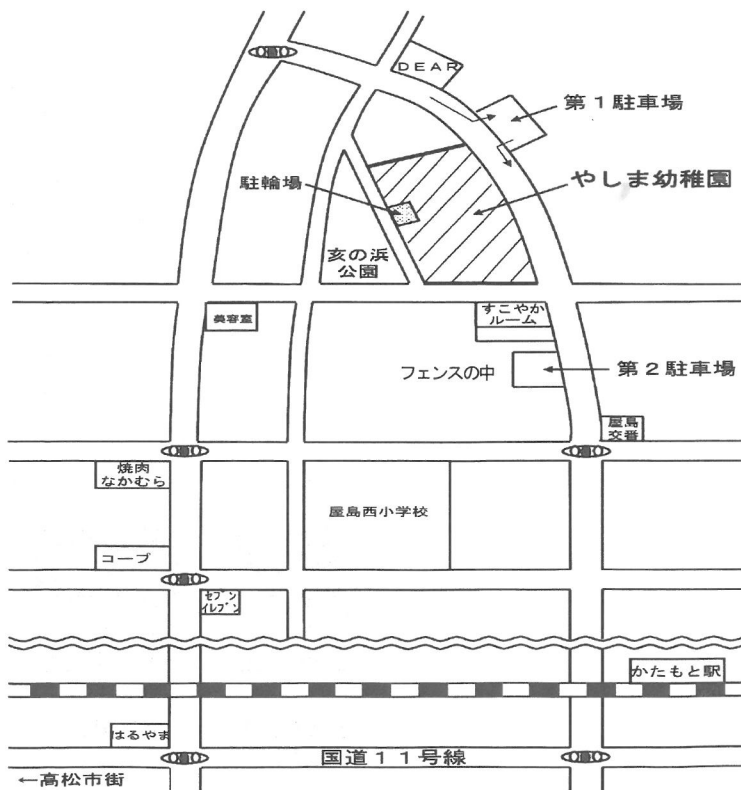 DEAR
第1駐車場
やしま幼稚園
駐輪場
亥の浜
公園
美容室
すこやか
ルーム
フェンスの中
第2駐車場
屋島
交番
焼肉
なかむら
屋島西小学校
コープ
セブン
イレブン
かたもと駅
はるやま
国道11号線
←高松市街